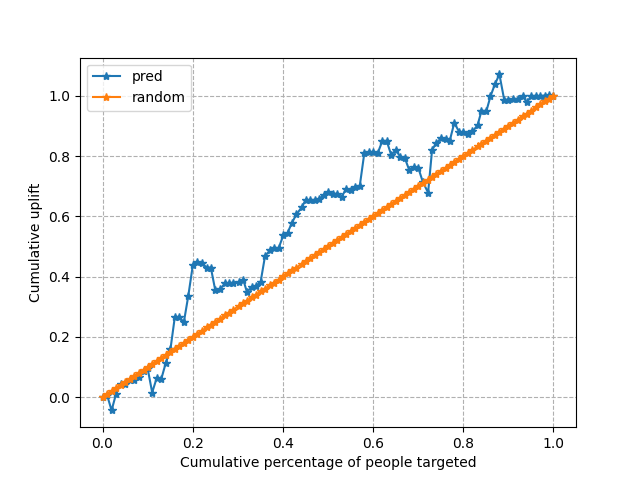 pred
random
1.0
0.8
0.6
0.4
0.2
0.0
Cumulative uplift
0.0 0.2 0.4 0.6 0.8 1.0
Cumulative percentage of people targeted